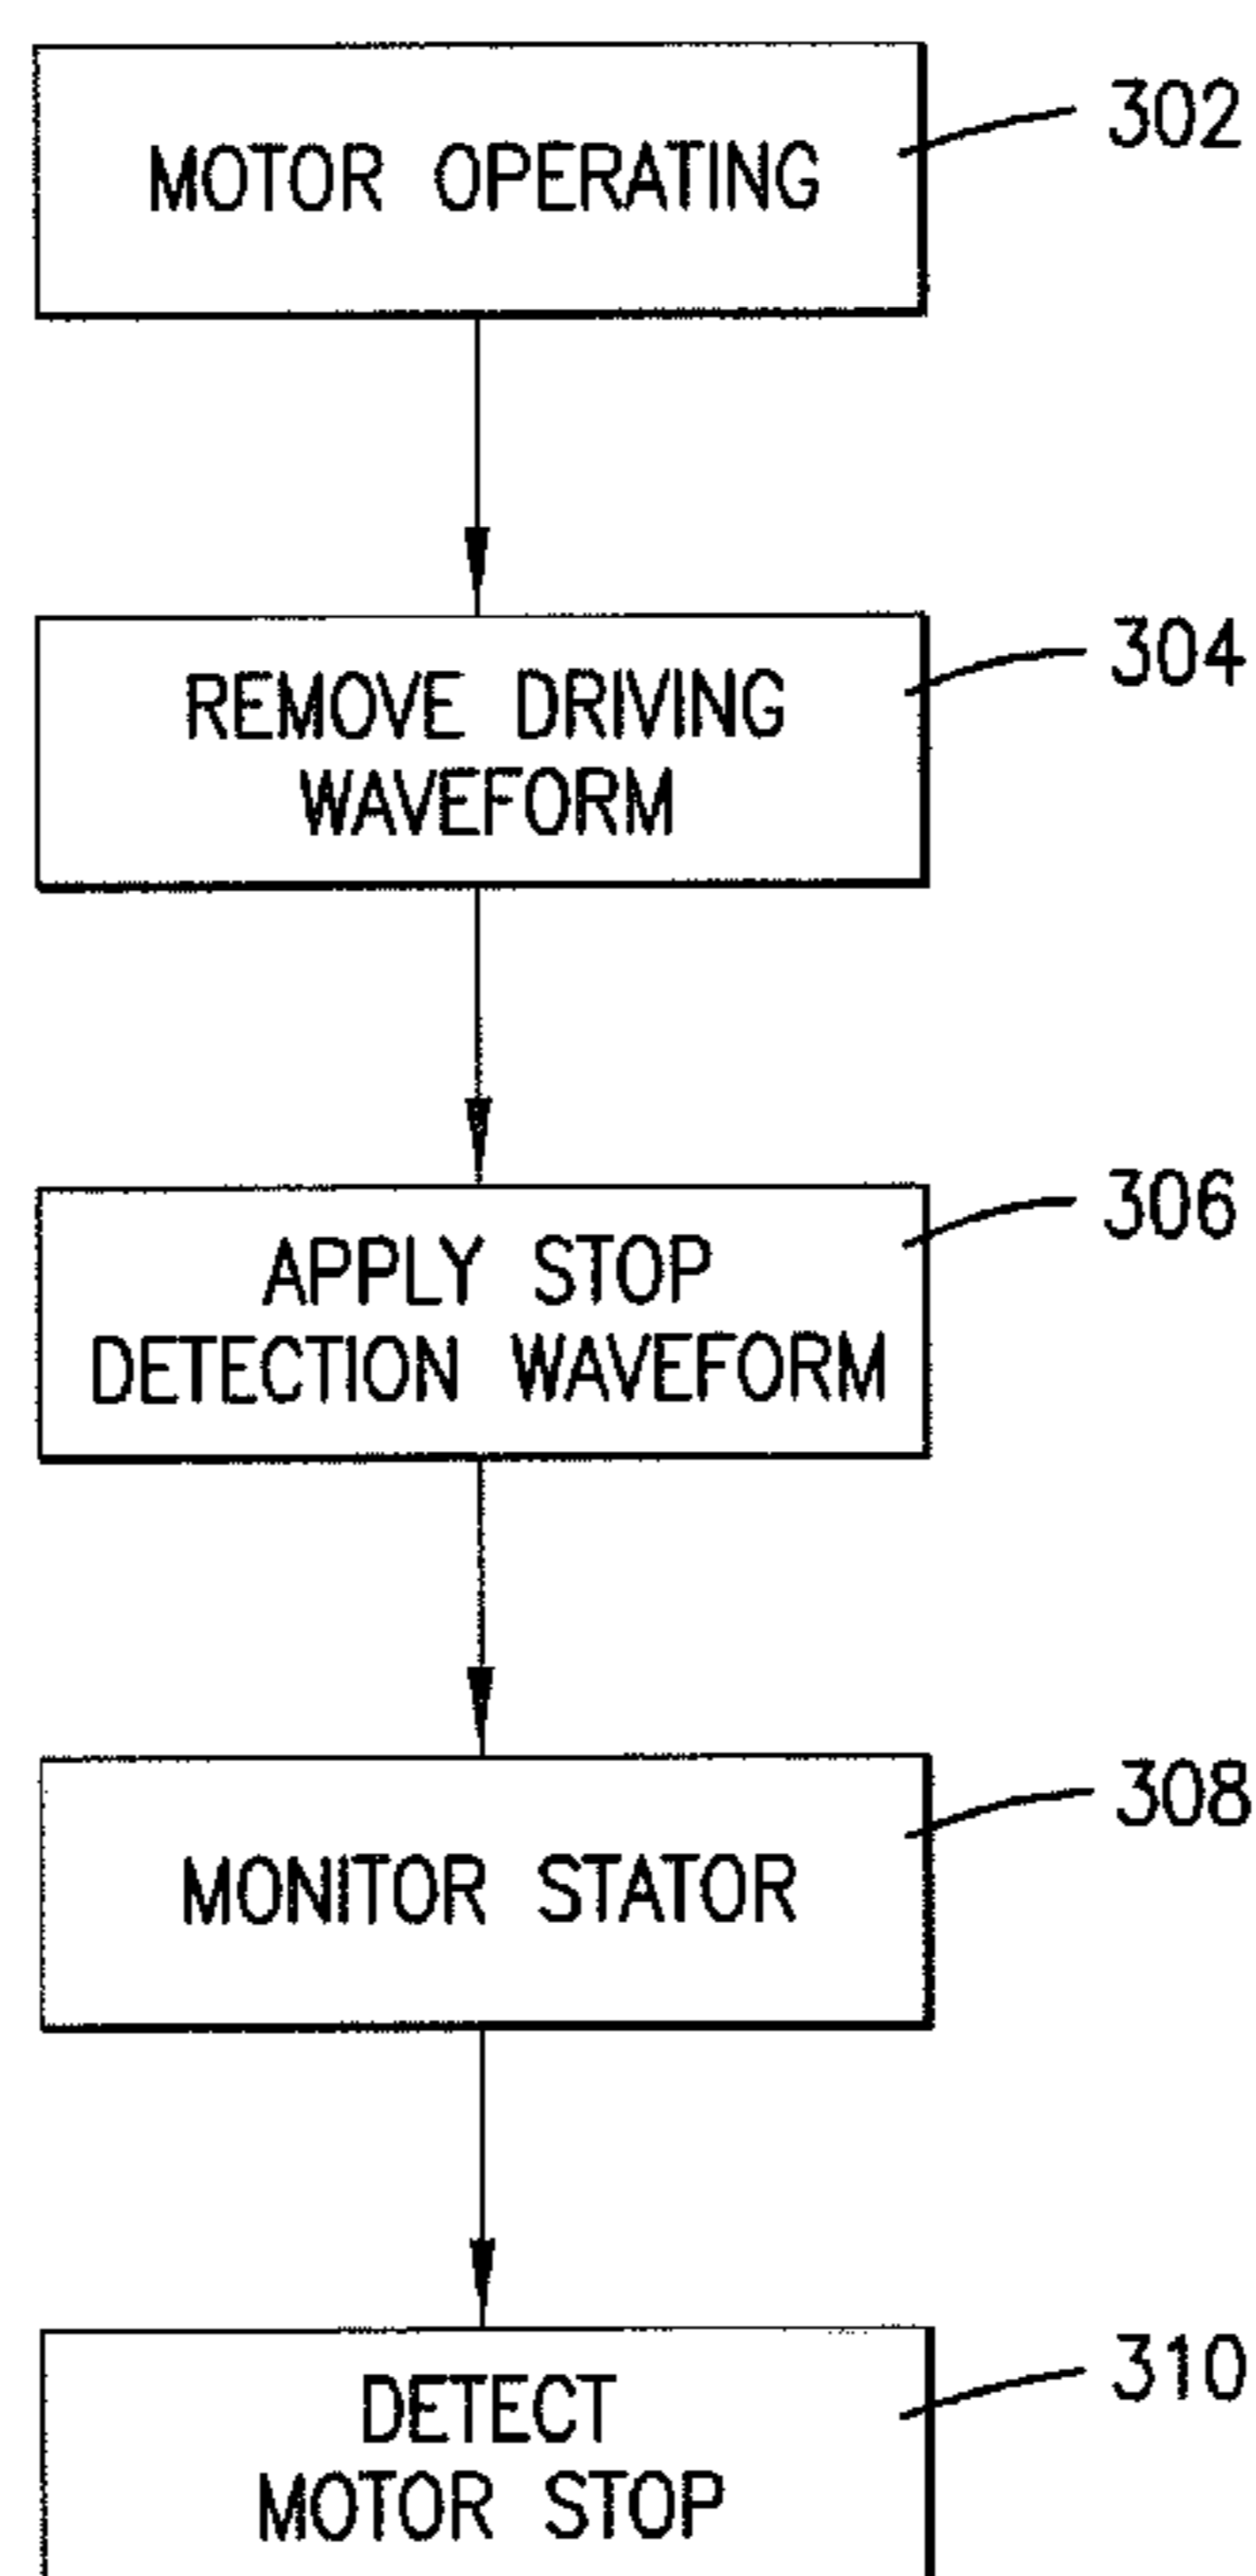 MOTOR OPERATING
302
REMOVE DRIVING
WAVEFORM
304
APPLY STOP
DETECTION WAVEFORM
306
MONITOR STATOR
308
DETECT
MOTOR STOP
310